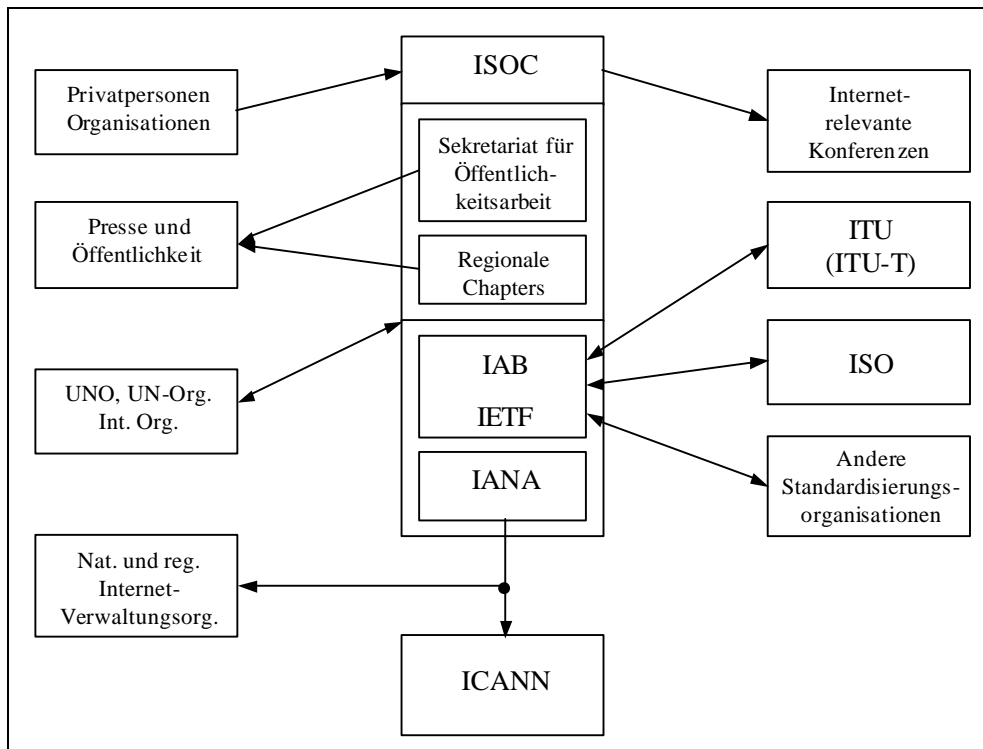 ISOC
Privatpersonen
Organisationen
Internet-
relevante
Konferenzen
Sekretariat für
Öffentlich-
keitsarbeit
Presse und
Öffentlichkeit
Regionale
Chapters
ITU
(ITU-T)
UNO, UN-Org.
Int. Org.
IAB
IETF
ISO
IANA
Andere
Standardisierungs-
organisationen
Nat. und reg.
Internet-
Verwaltungsorg.
ICANN